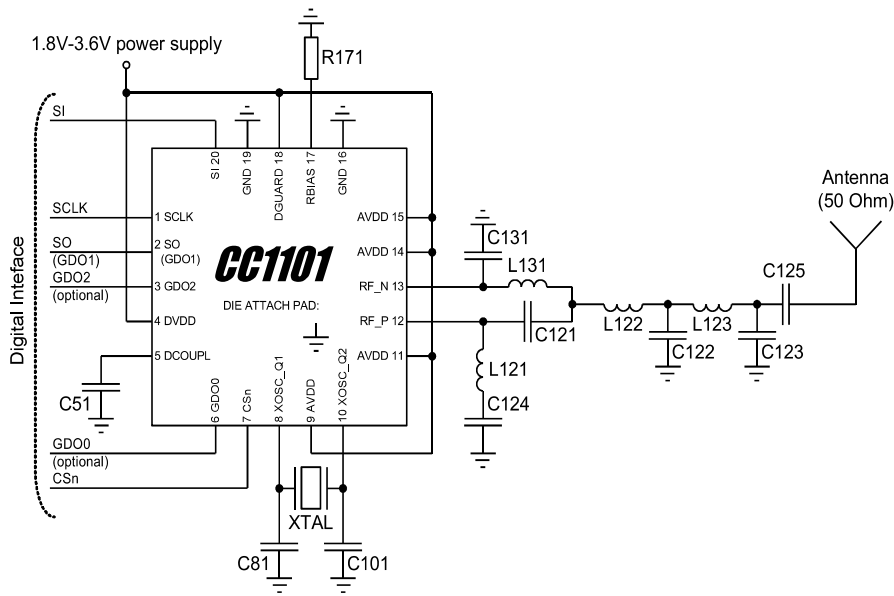 1.8V-3.6V power supply
R171
SI
SI 20
GND 19
DGUARD 18
RBIAS 17
GND 16
Antenna
(50 Ohm)
SCLK
1 SCLK
AVDD 15
C131
SO
(GDO1)
2 SO
(GDO1)
CC1101
AVDD 14
L131
C125
GDO2
(optional)
3 GDO2
DIE ATTACH PAD:
RF_N 13
4 DVDD
RF_P 12
C121
L122
L123
5 DCOUPL
AVDD 11
L121
C122
C123
Digital Inteface
C51
6 GDO0
7 CSn
8 XOSC_Q1
9 AVDD
10 XOSC_Q2
C124
GDO0
(optional)
CSn
XTAL
C81
C101